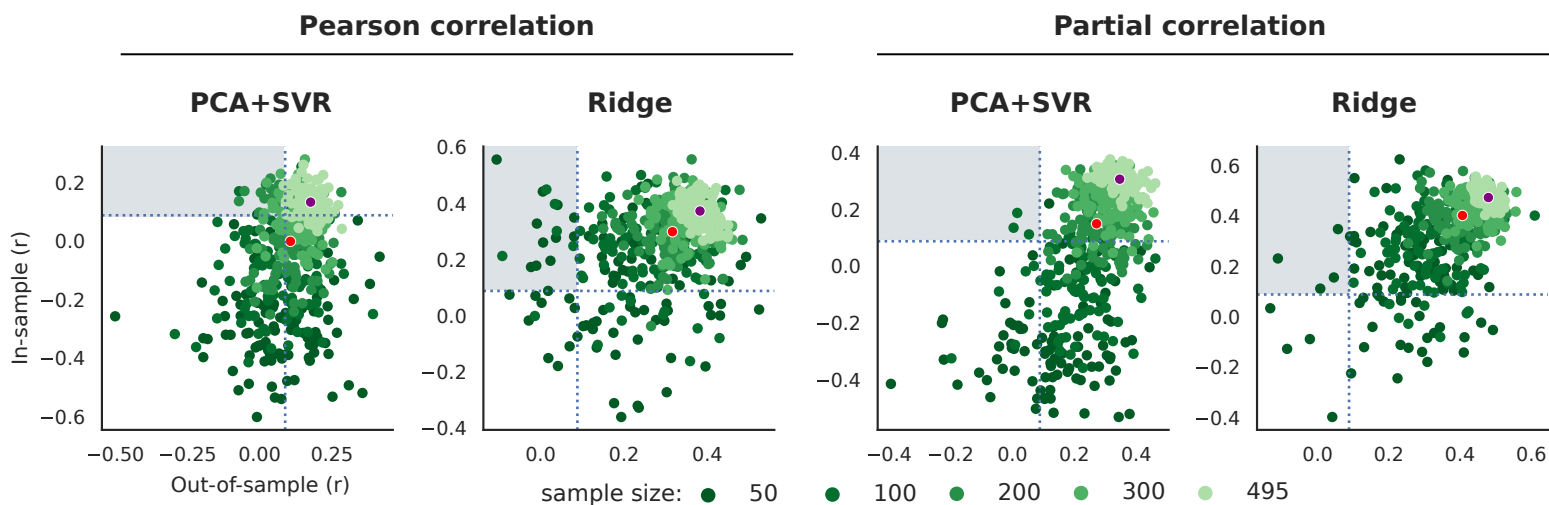 Pearson correlation
Partial correlation
PCA+SVR
Ridge
PCA+SVR
Ridge
In-sample (r)
0.2
0.0
−0.2
−0.4
−0.6
0.6
0.4
0.2
0.0
−0.2
−0.4
0.4
0.2
0.0
−0.2
−0.4
0.6
0.4
0.2
0.0
−0.2
−0.4
−0.50 −0.25 0.00 0.25
0.0 0.2 0.4
−0.4 −0.2 0.0 0.2 0.4
0.0 0.2 0.4 0.6
Out-of-sample (r)
sample size: 50 100 200 300 495